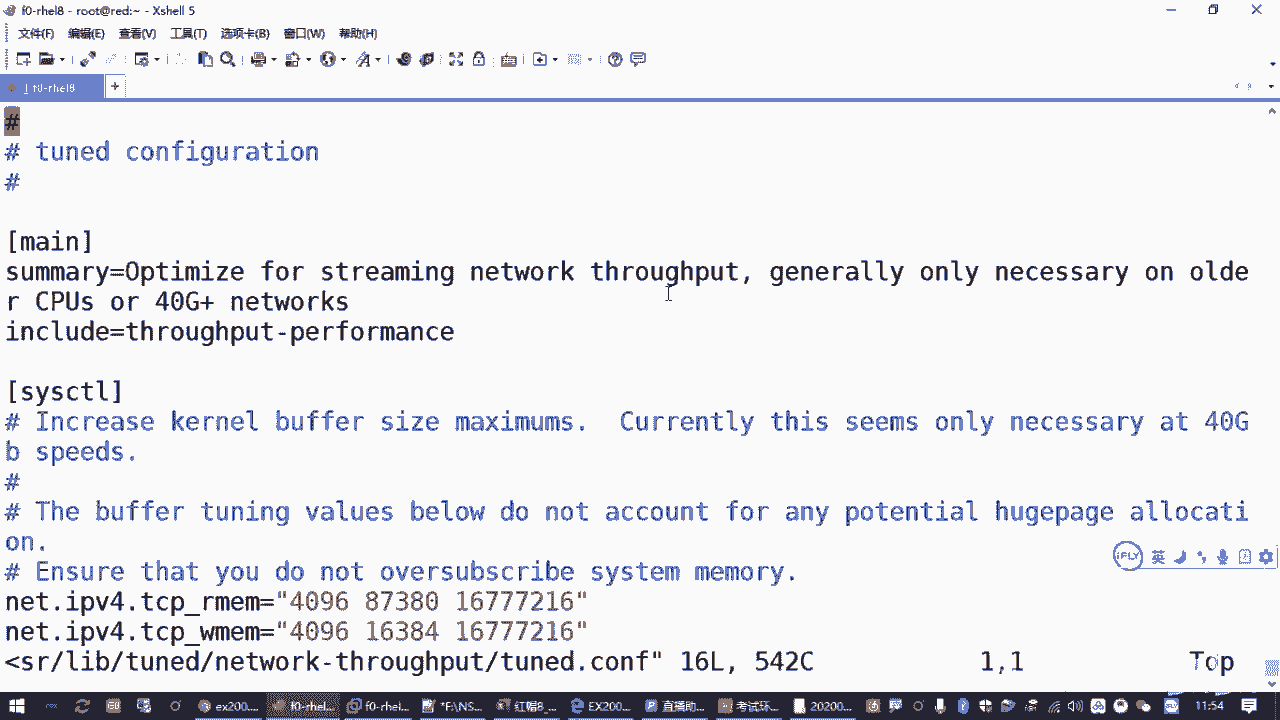 f0-rhel8 - root@red:~ - Xshell 5
文件(F) 编辑(E) 查看(V) 工具(T) 选项卡(B) 窗口(W) 帮助(H)
1 f0-rhel8 +
#
# tuned configuration
#
[main]
summary=Optimize for streaming network throughput, generally only necessary on olde
r CPUs or 40G+ networks
include=throughput-performance
[sysctl]
# Increase kernel buffer size maximums.  Currently this seems only necessary at 40G
b speeds.
#
# The buffer tuning values below do not account for any potential hugepage allocati
on.
# Ensure that you do not oversubscribe system memory.
net.ipv4.tcp_rmem="4096 87380 16777216"
net.ipv4.tcp_wmem="4096 16384 16777216"
<sr/lib/tuned/network-throughput/tuned.conf" 16L, 542C 1,1 Top
iFLY 英
ex200... f0-rhel... f0-rhel... *F:\NS... 红帽8_... EX200... 直播助... 考试环... 20200... 11:54